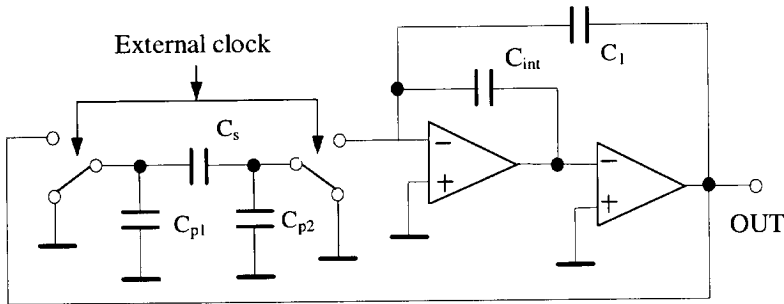 External clock
C1
Cint
Cs
Cp1
Cp2
−
+
−
+
OUT